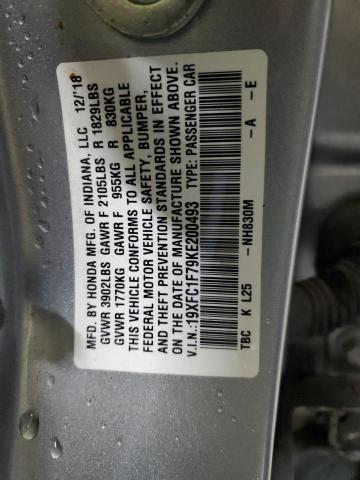 MFD. BY HONDA MFG. OF INDIANA, LLC 12/'18
GVWR 3902LBS GAWR F 2105LBS R 1829LBS
GVWR 1770KG GAWR F 955KG R 830KG
THIS VEHICLE CONFORMS TO ALL APPLICABLE
FEDERAL MOTOR VEHICLE SAFETY, BUMPER,
AND THEFT PREVENTION STANDARDS IN EFFECT
ON THE DATE OF MANUFACTURE SHOWN ABOVE.
V.I.N.:19XFC1F79KE200493 TYPE: PASSENGER CAR
TBC K L25 -NH830M -A -E